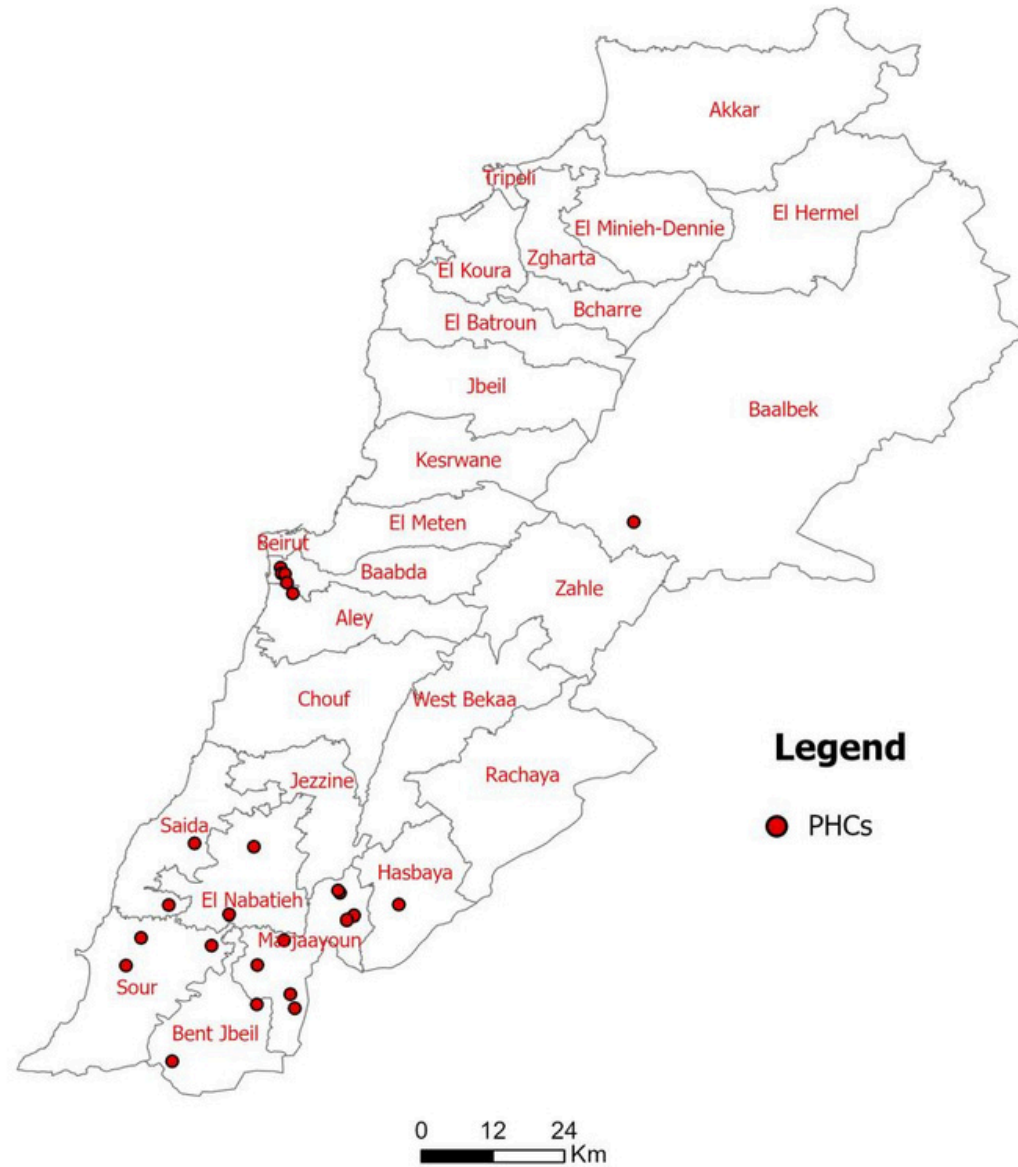 Akkar
Tripoli
El Hermel
El Minieh-Dennie
Zgharta
El Koura
Bcharre
El Batroun
Jbeil
Baalbek
Kesrwane
El Meten
Beirut
Baabda
Zahle
Aley
Chouf
West Bekaa
Legend
Rachaya
Jezzine
PHCs
Saida
Hasbaya
El Nabatieh
Marjaayoun
Sour
Bent Jbeil
0 12 24
Km